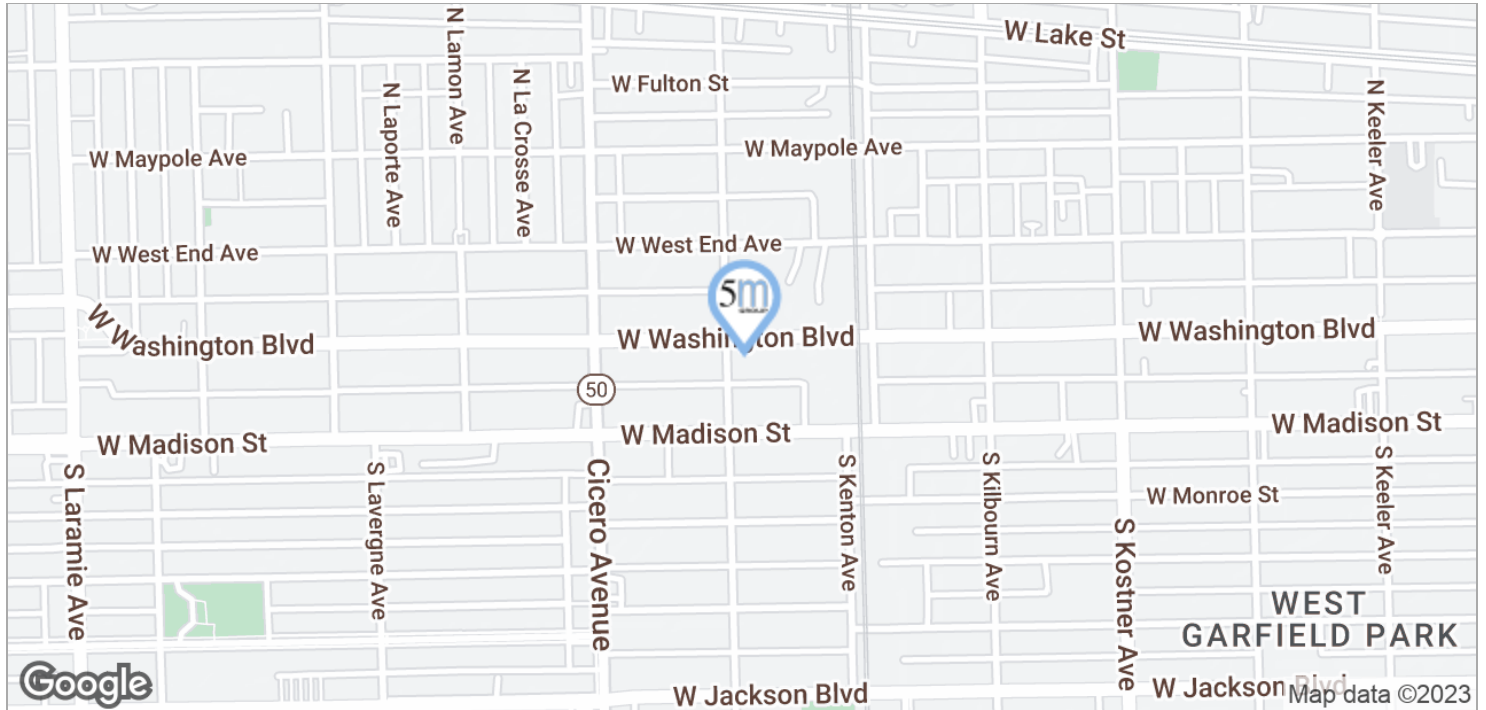 W Lake St
N Lamon Ave
N La Crosse Ave
N Laporte Ave
W Fulton St
N Keeler Ave
W Maypole Ave
W Maypole Ave
W West End Ave
W West End Ave
5m
GROUP
W Washington Blvd
W Washington Blvd
W Washington Blvd
50
W Madison St
W Madison St
W Madison St
S Laramie Ave
S Lavergne Ave
Cicero Avenue
S Kenton Ave
S Kilbourn Ave
S Kostner Ave
S Keeler Ave
W Monroe St
WEST
GARFIELD PARK
Google
W Jackson Blvd
W Jackson Blvd
Map data ©2023